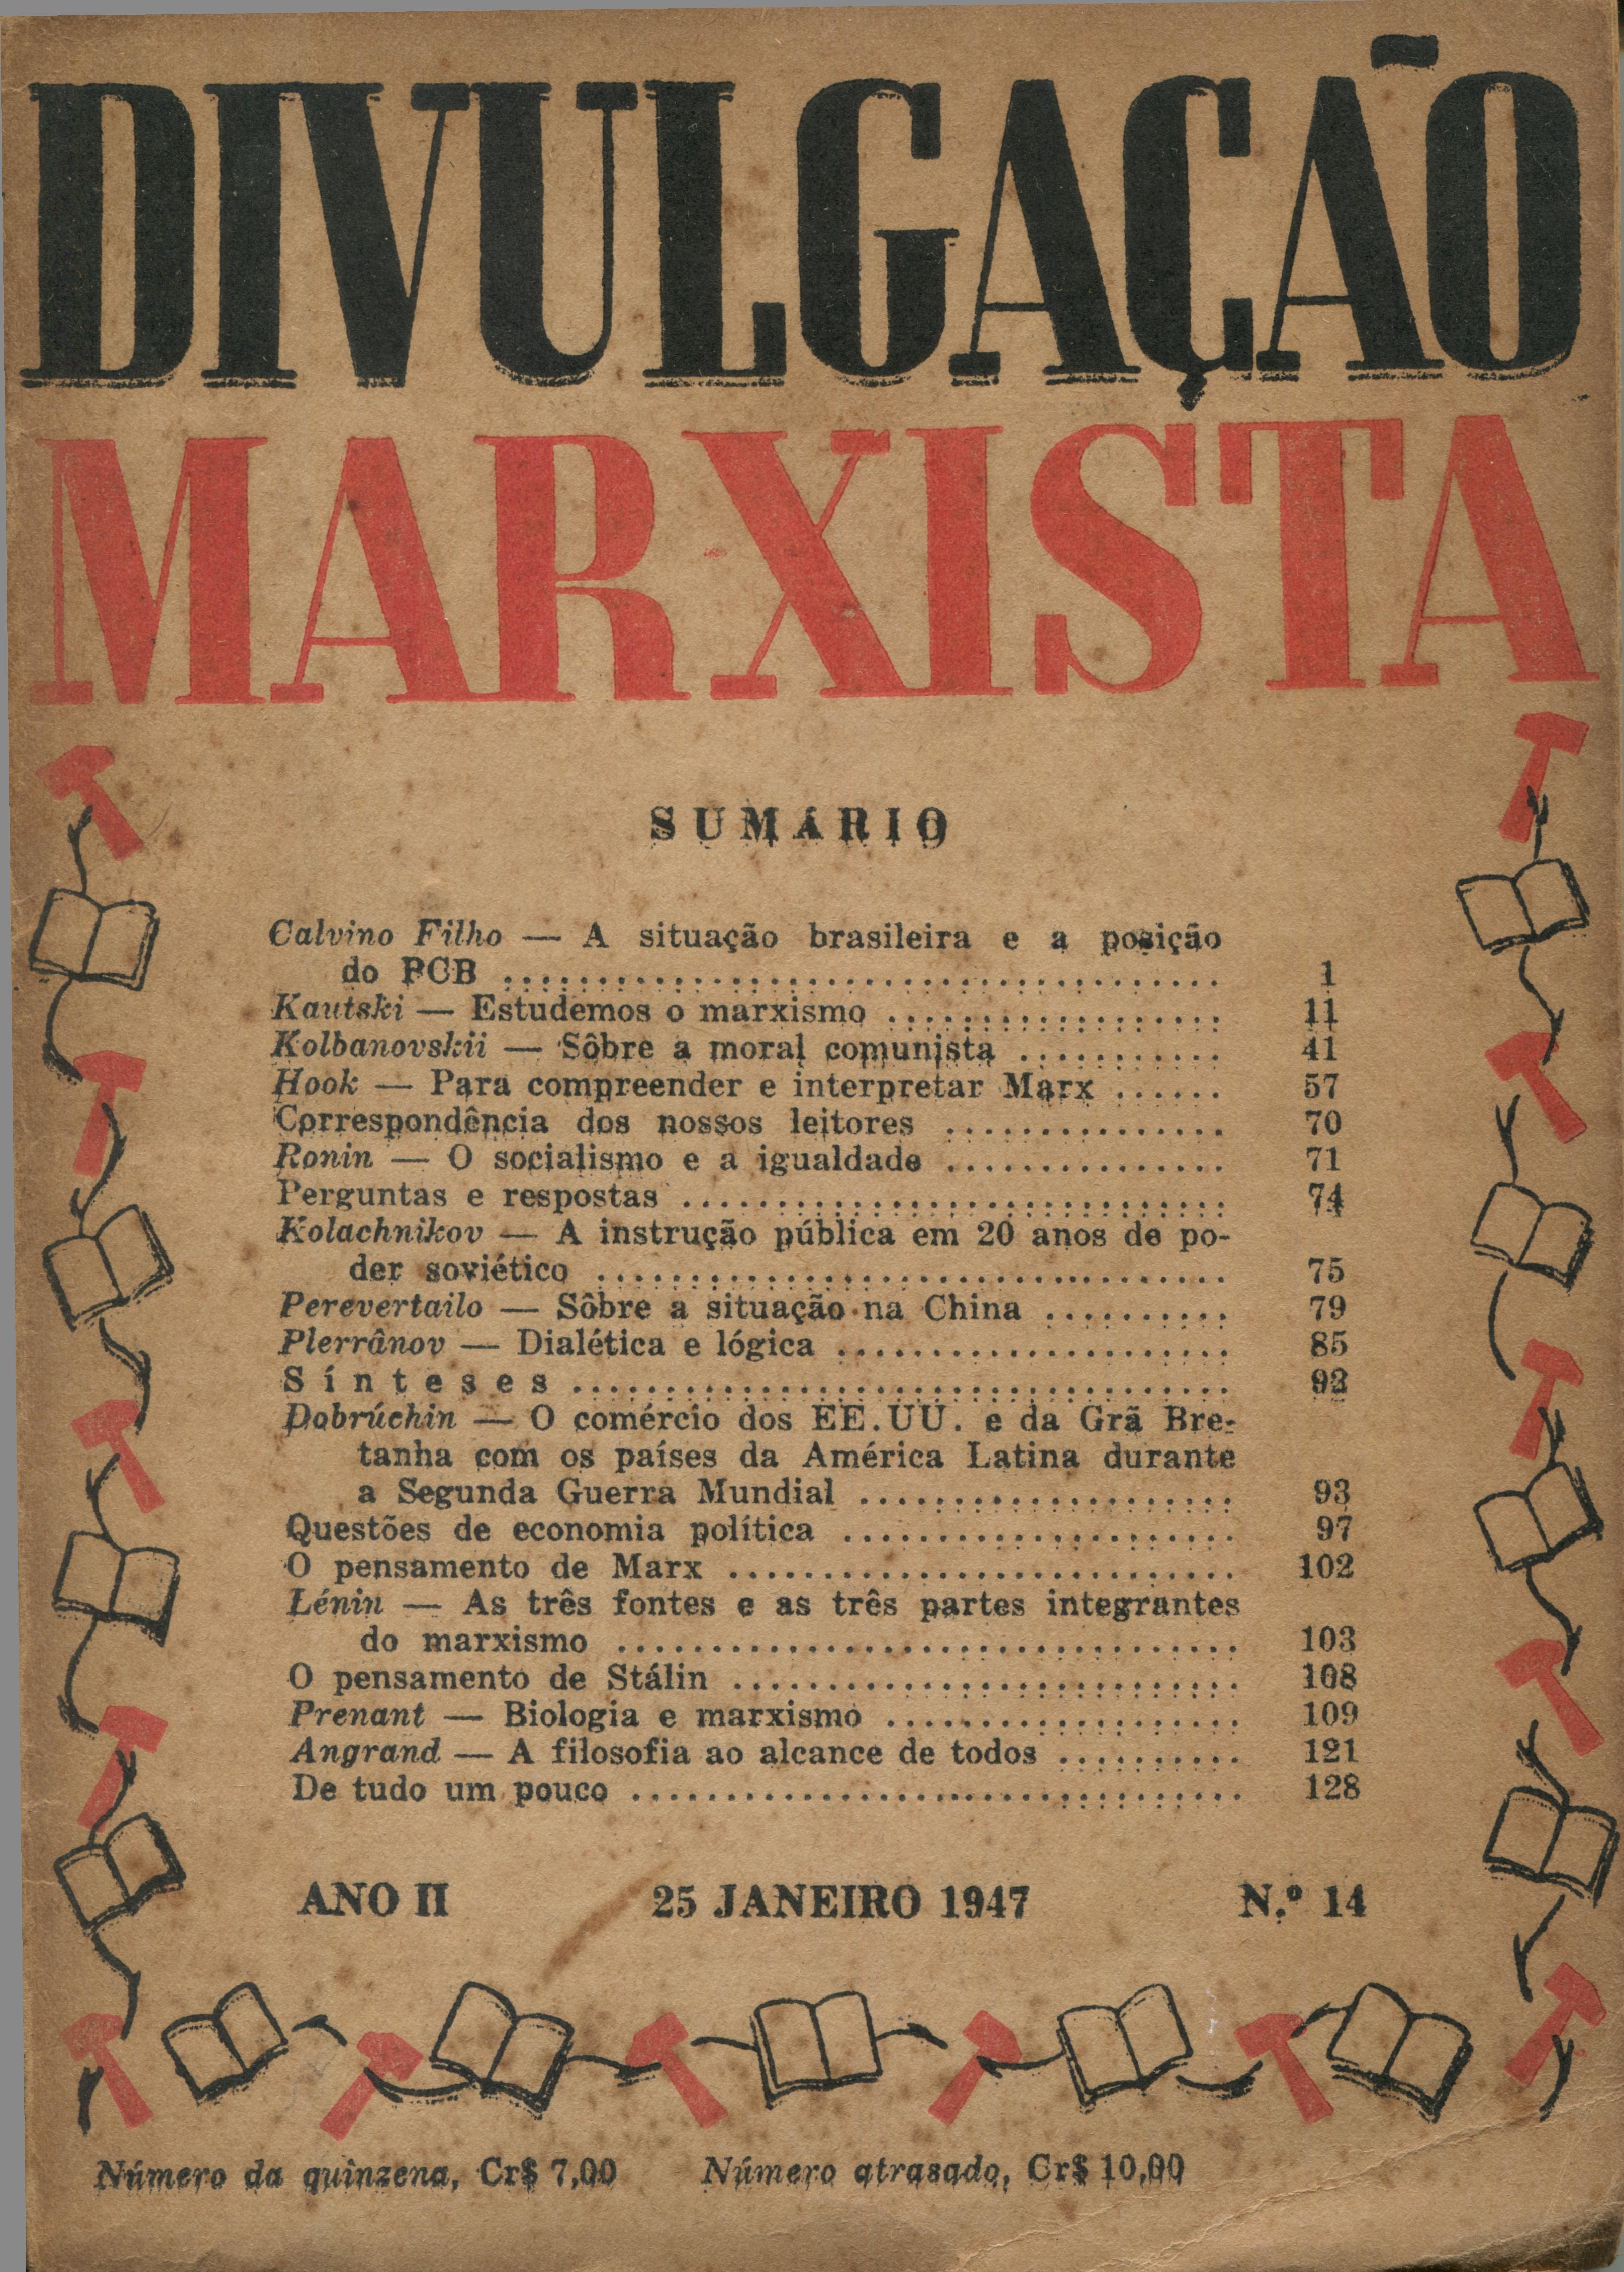 DIVULGAÇÃO
MARXISTA
SUMÁRIO
Calvino Filho — A situação brasileira e a posição
do PCB ........................................ 1
Kautski — Estudemos o marxismo ................... 11
Kolbanovskii — Sôbre a moral comunista ........... 41
Hook — Para compreender e interpretar Marx ...... 57
Correspondência dos nossos leitores ............... 70
Ronin — O socialismo e a igualdade ............... 71
Perguntas e respostas ............................. 74
Kolachnikov — A instrução pública em 20 anos de po-
der soviético .................................. 75
Perevertailo — Sôbre a situação na China .......... 79
Plerrânov — Dialética e lógica ..................... 85
Sínteses ................................... 92
Dobrúchin — O comércio dos EE.UU. e da Grã Bre-
tanha com os países da América Latina durante
a Segunda Guerra Mundial .................... 93
Questões de economia política ..................... 97
O pensamento de Marx ............................ 102
Lénin — As três fontes e as três partes integrantes
do marxismo .................................. 103
O pensamento de Stálin ........................... 108
Prenant — Biologia e marxismo ................... 109
Angrand — A filosofia ao alcance de todos .......... 121
De tudo um pouco ................................. 128
ANO II 25 JANEIRO 1947 N.º 14
Número da quinzena, Cr$ 7,00 Número atrasado, Cr$ 10,00